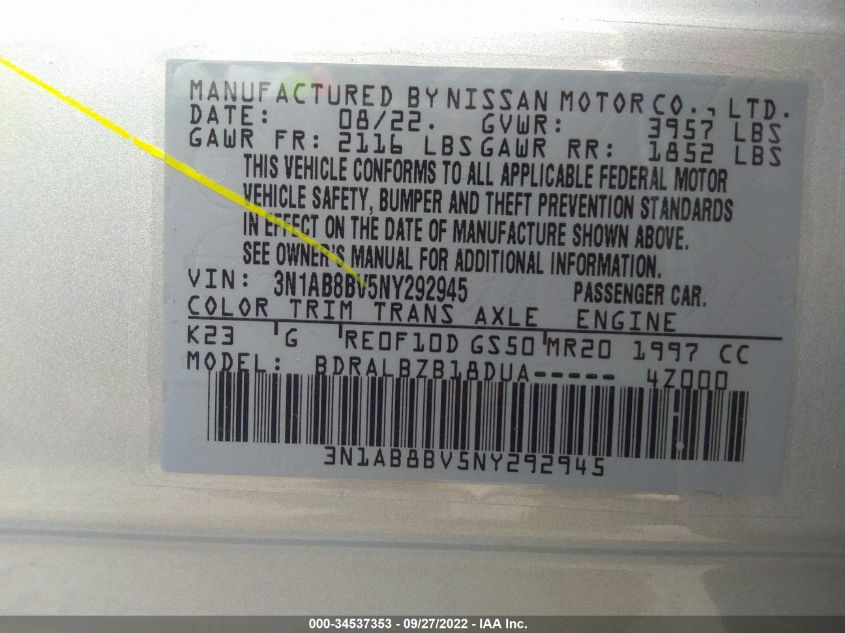 MANUFACTURED BY NISSAN MOTOR CO., LTD.
DATE: 08/22. GVWR: 3957 LBS
GAWR FR: 2116 LBS GAWR RR: 1852 LBS
THIS VEHICLE CONFORMS TO ALL APPLICABLE FEDERAL MOTOR
VEHICLE SAFETY, BUMPER AND THEFT PREVENTION STANDARDS
IN EFFECT ON THE DATE OF MANUFACTURE SHOWN ABOVE.
SEE OWNER'S MANUAL FOR ADDITIONAL INFORMATION.
VIN: 3N1AB8BV5NY292945 PASSENGER CAR.
COLOR TRIM TRANS AXLE ENGINE
K23 G RE0F10D GS50 MR20 1997 CC
MODEL: BDRALBZB18DUA----- 4Z000
3N1AB8BV5NY292945
000-34537353 - 09/27/2022 - IAA Inc.